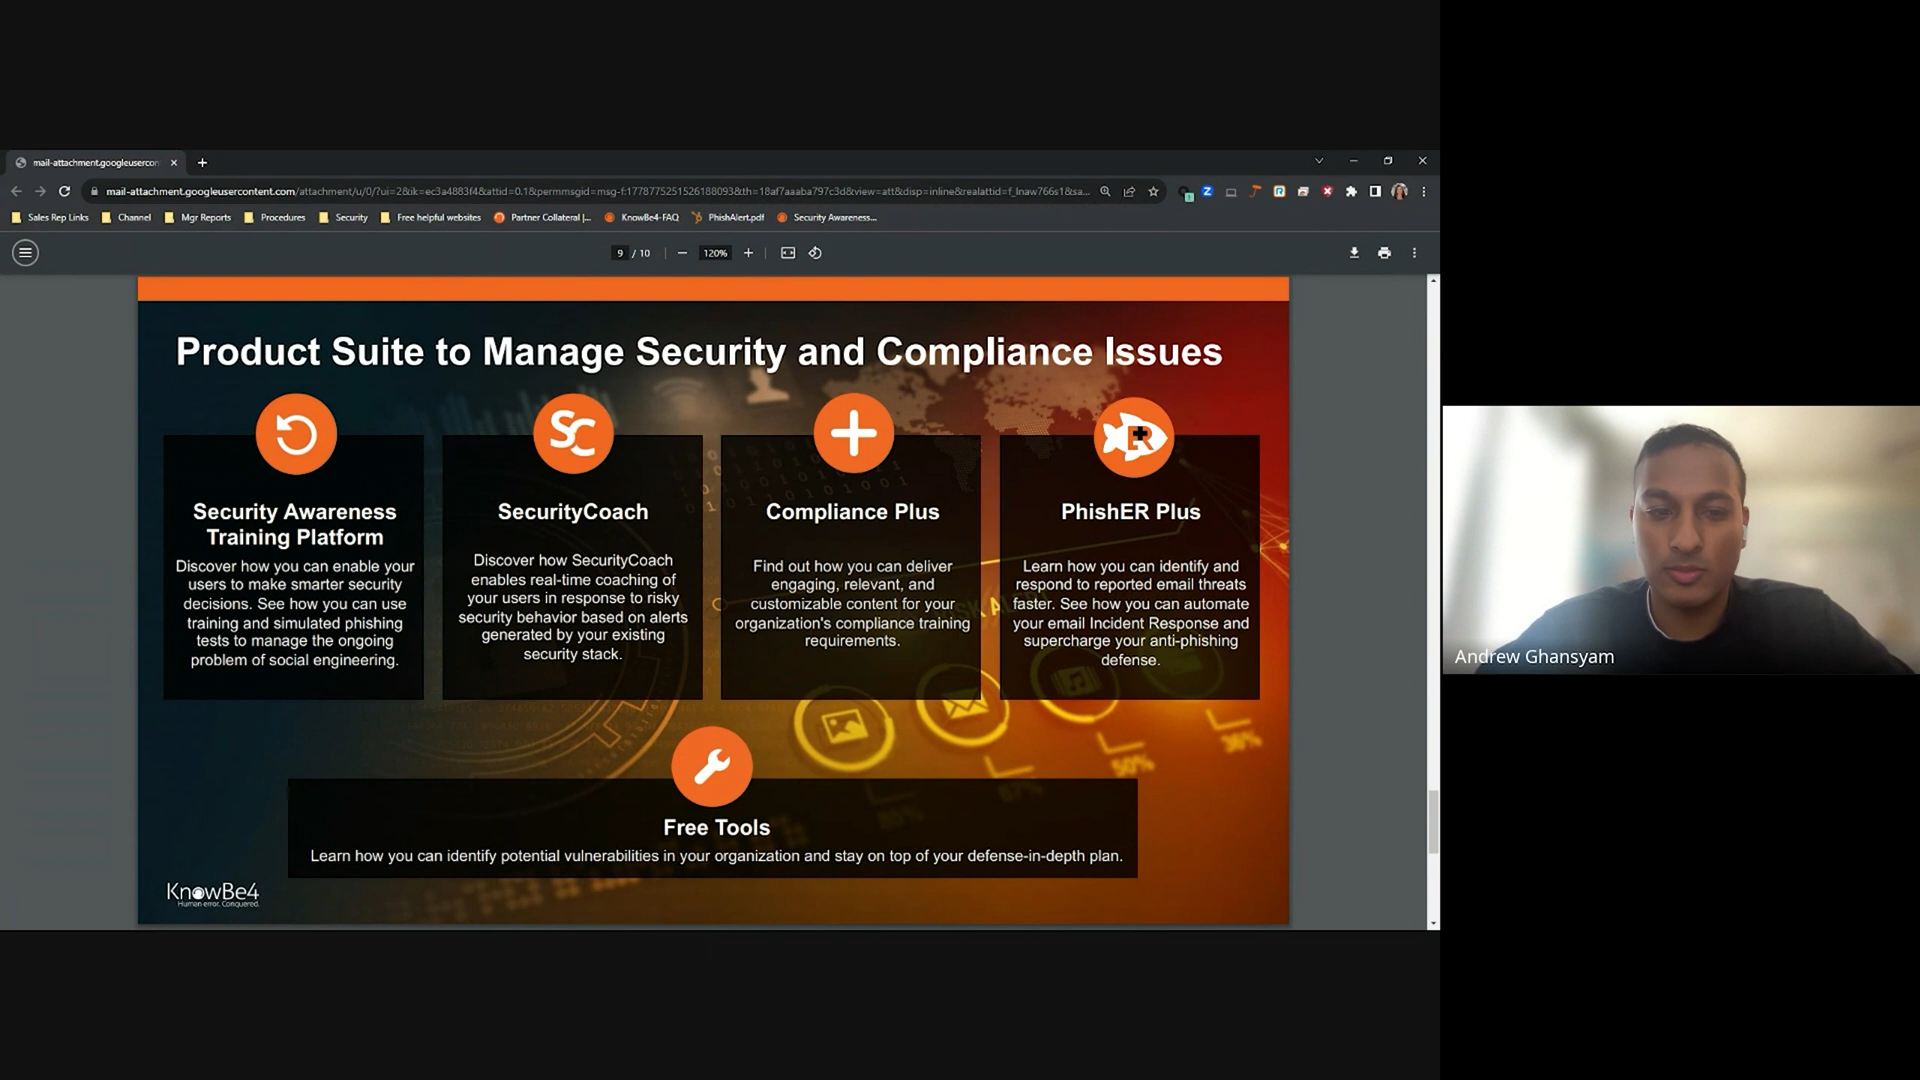 mail-attachment.googleusercon
mail-attachment.googleusercontent.com/attachment/u/0/?ui=2&ik=ec3a4883f4&attid=0.1&permmsgid=msg-f:1778775251526188093&th=18af7aaaba797c3d&view=att&disp=inline&realattid=f_lnaw766s1&sa...
Sales Rep Links Channel Mgr Reports Procedures Security Free helpful websites Partner Collateral |... KnowBe4-FAQ PhishAlert.pdf Security Awareness...
9 / 10 120%
Product Suite to Manage Security and Compliance Issues
SC
Security Awareness
Training Platform
Discover how you can enable your
users to make smarter security
decisions. See how you can use
training and simulated phishing
tests to manage the ongoing
problem of social engineering.
SecurityCoach
Discover how SecurityCoach
enables real-time coaching of
your users in response to risky
security behavior based on alerts
generated by your existing
security stack.
Compliance Plus
Find out how you can deliver
engaging, relevant, and
customizable content for your
organization's compliance training
requirements.
PhishER Plus
Learn how you can identify and
respond to reported email threats
faster. See how you can automate
your email Incident Response and
supercharge your anti-phishing
defense.
50%
36%
Free Tools
Learn how you can identify potential vulnerabilities in your organization and stay on top of your defense-in-depth plan.
KnowBe4
Human error. Conquered.
Andrew Ghansyam